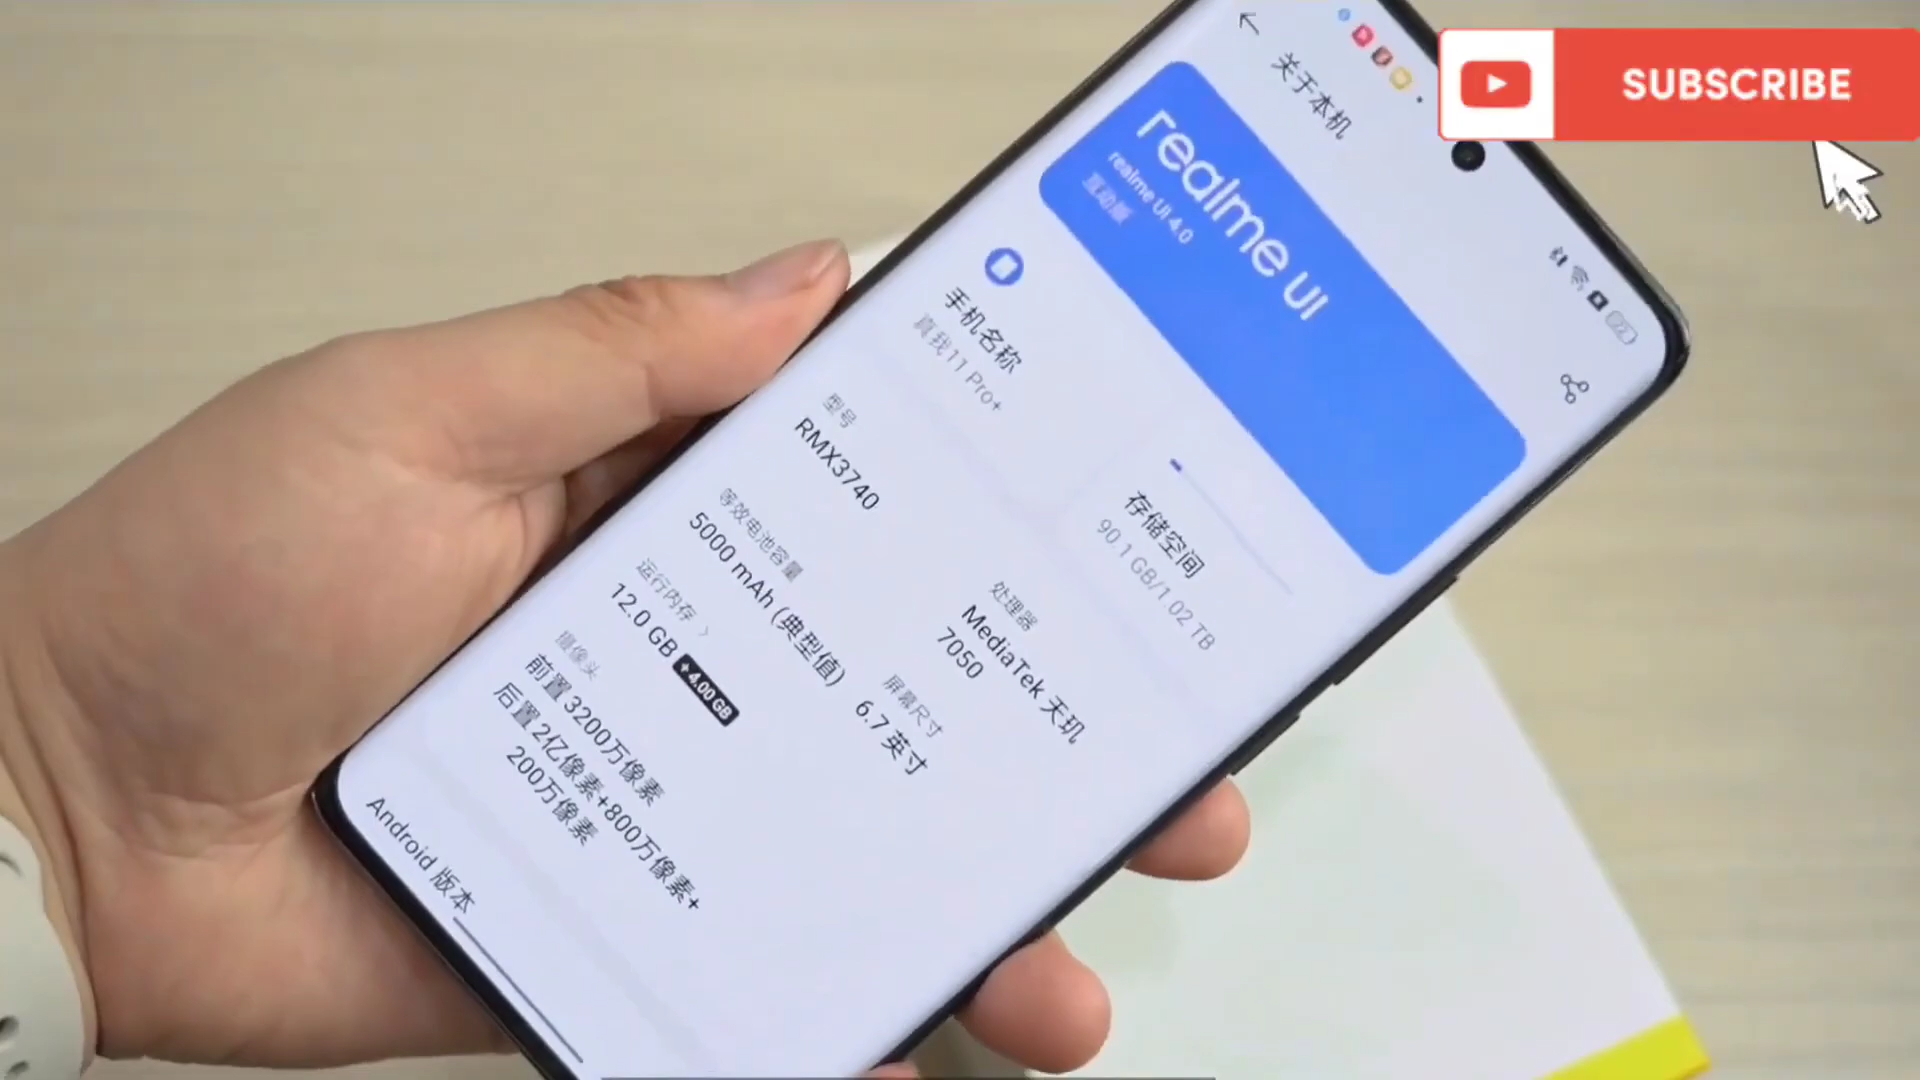 SUBSCRIBE
关于本机
realme UI
realme UI 4.0
互动版
手机名称
真我11 Pro+
存储空间
90.1 GB/1.02 TB
型号
RMX3740
处理器
MediaTek 天玑
7050
等效电池容量
5000 mAh (典型值)
屏幕尺寸
6.7 英寸
运行内存
12.0 GB +4.00 GB
摄像头
前置 3200万像素
后置 2亿像素+800万像素+
200万像素
Android 版本